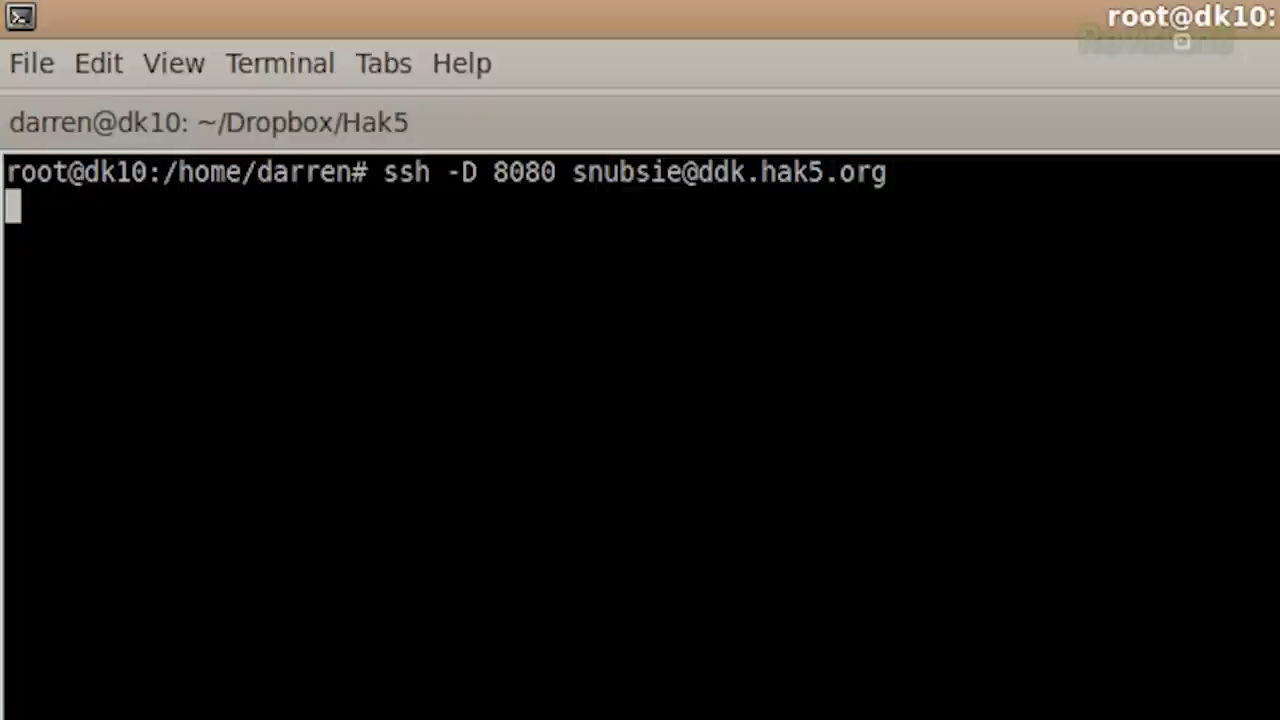 root@dk10:
File Edit View Terminal Tabs Help
darren@dk10: ~/Dropbox/Hak5
root@dk10:/home/darren# ssh -D 8080 snubsie@ddk.hak5.org